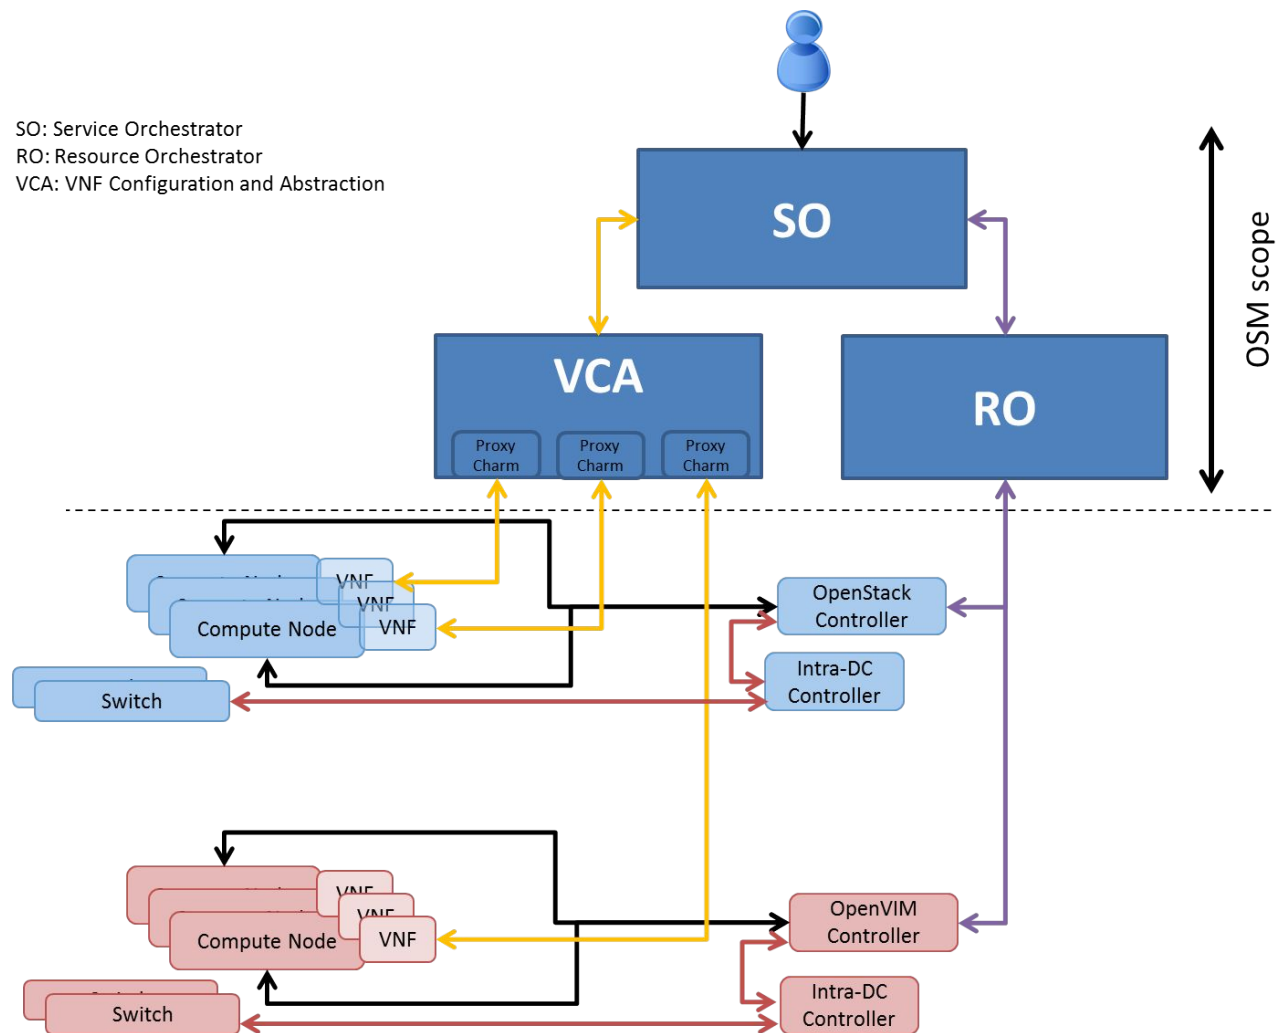 SO: Service Orchestrator
RO: Resource Orchestrator
VCA: VNF Configuration and Abstraction
SO
OSM scope
VCA
RO
Proxy
Charm
Proxy
Charm
Proxy
Charm
VNF
VNF
VNF
Compute Node
OpenStack
Controller
Intra-DC
Controller
Switch
VNF
VNF
VNF
Compute Node
OpenVIM
Controller
Intra-DC
Controller
Switch